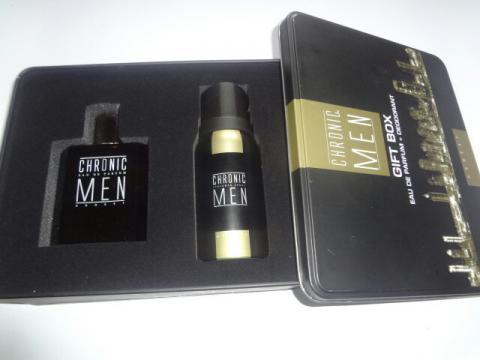 CHRONIC
EAU DE PARFUM
MEN
CHRONIC
MEN
CHRONIC
MEN
GIFT BOX
EAU DE PARFUM + DEODORANT